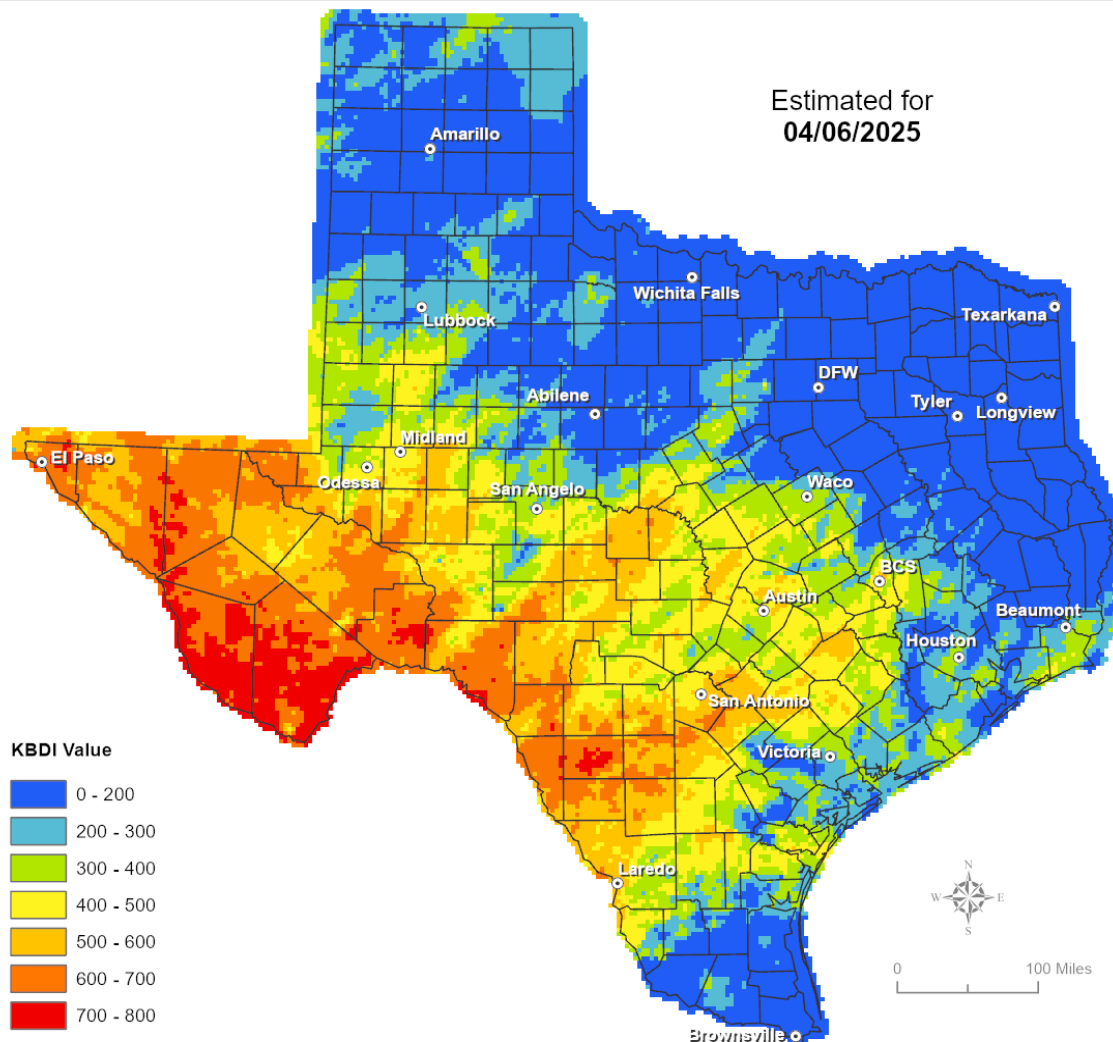 Estimated for
04/06/2025
Amarillo
Wichita Falls
Lubbock
Texarkana
DFW
Abilene
Tyler
Longview
Midland
El Paso
Odessa
San Angelo
Waco
BCS
Austin
Beaumont
Houston
San Antonio
Victoria
Laredo
Brownsville
KBDI Value
0 - 200
200 - 300
300 - 400
400 - 500
500 - 600
600 - 700
700 - 800
N
W E
S
0 100 Miles